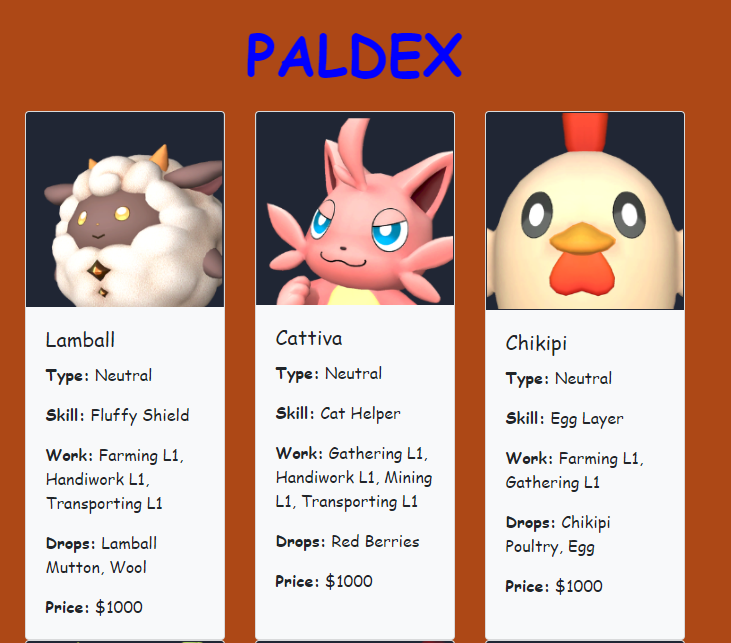 PALDEX
Lamball
Type: Neutral
Skill: Fluffy Shield
Work: Farming L1,
Handiwork L1,
Transporting L1
Drops: Lamball
Mutton, Wool
Price: $1000
Cattiva
Type: Neutral
Skill: Cat Helper
Work: Gathering L1,
Handiwork L1, Mining
L1, Transporting L1
Drops: Red Berries
Price: $1000
Chikipi
Type: Neutral
Skill: Egg Layer
Work: Farming L1,
Gathering L1
Drops: Chikipi
Poultry, Egg
Price: $1000